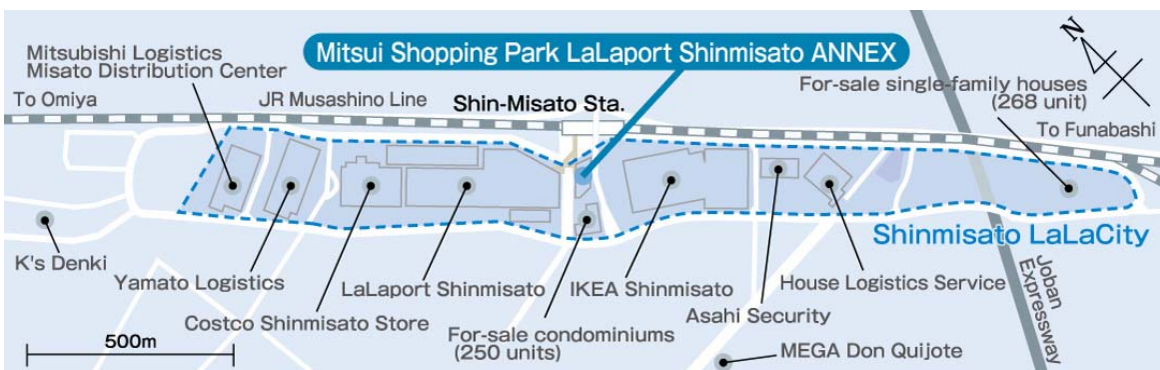 Mitsui Shopping Park LaLaport Shinmisato ANNEX
N
Mitsubishi Logistics
Misato Distribution Center
For-sale single-family houses
(268 unit)
To Omiya
JR Musashino Line
Shin-Misato Sta.
To Funabashi
Shinmisato LaLaCity
K's Denki
Yamato Logistics
LaLaport Shinmisato
IKEA Shinmisato
House Logistics Service
Costco Shinmisato Store
For-sale condominiums
(250 units)
Asahi Security
Joban
Expressway
500m
MEGA Don Quijote